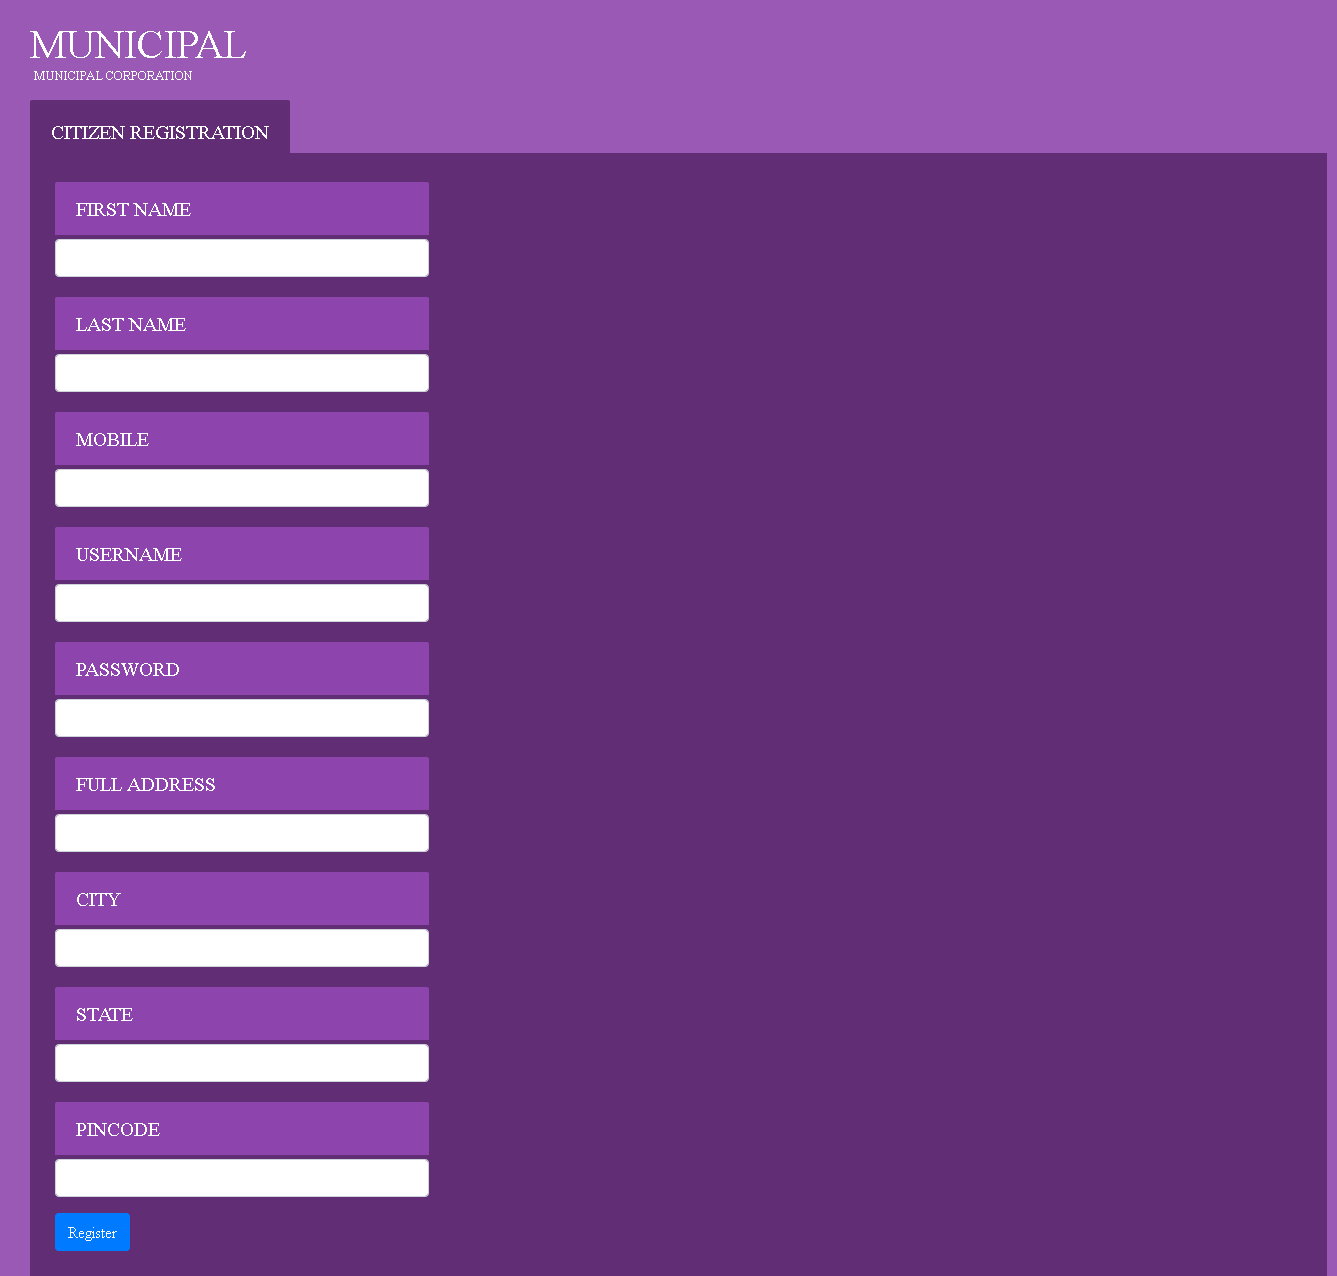 MUNICIPAL
MUNICIPAL CORPORATION
CITIZEN REGISTRATION
FIRST NAME
LAST NAME
MOBILE
USERNAME
PASSWORD
FULL ADDRESS
CITY
STATE
PINCODE
Register